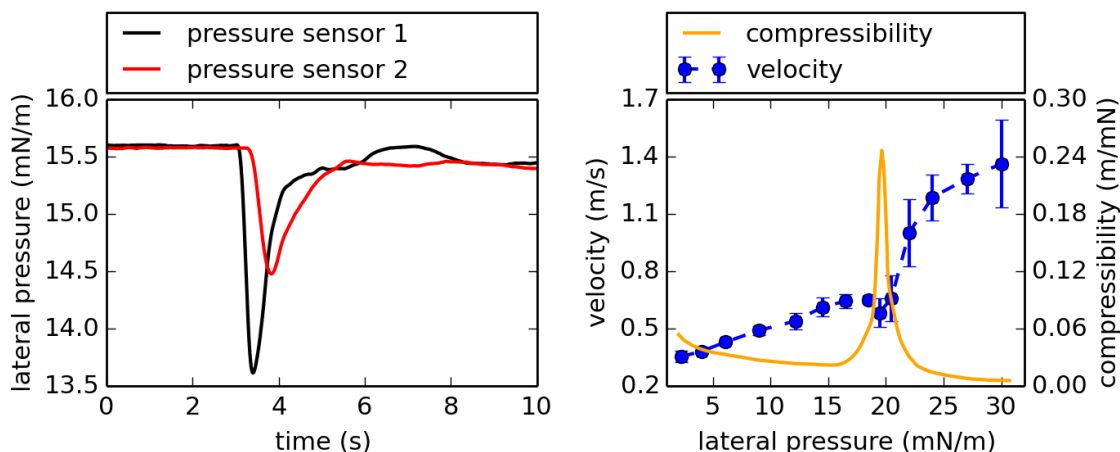 pressure sensor 1
pressure sensor 2
lateral pressure (mN/m)
16.0
15.5
15.0
14.5
14.0
13.5
0 2 4 6 8 10
time (s)
compressibility
velocity
velocity (m/s)
1.7
1.4
1.1
0.8
0.5
0.2
0.30
0.24
0.18
0.12
0.06
0.00
compressibility (m/mN)
5 10 15 20 25 30
lateral pressure (mN/m)